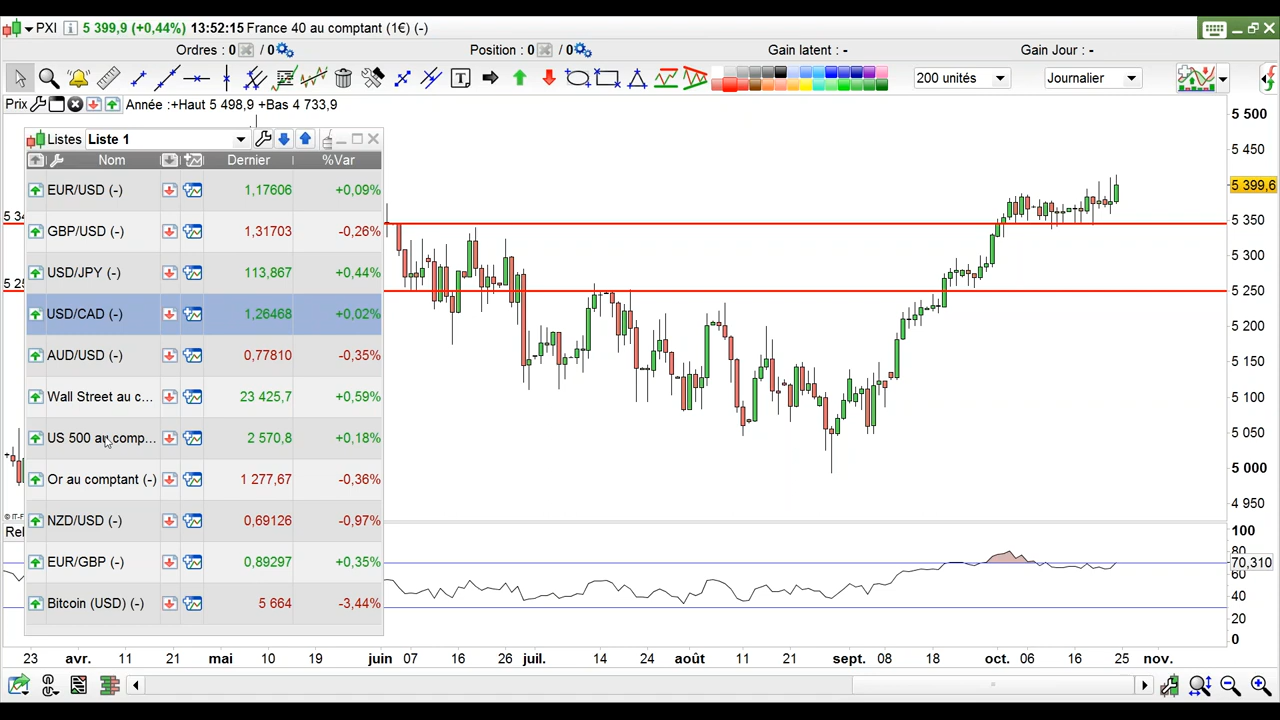 PXI 5 399,9 (+0,44%) 13:52:15 France 40 au comptant (1€) (-)
Ordres : 0 / 0 Position : 0 / 0 Gain latent : - Gain Jour : -
200 unités Journalier
Prix Année :+Haut 5 498,9 +Bas 4 733,9
Listes Liste 1
Nom Dernier %Var
EUR/USD (-) 1,17606 +0,09%
GBP/USD (-) 1,31703 -0,26%
USD/JPY (-) 113,867 +0,44%
USD/CAD (-) 1,26468 +0,02%
AUD/USD (-) 0,77810 -0,35%
Wall Street au c... 23 425,7 +0,59%
US 500 au comp... 2 570,8 +0,18%
Or au comptant (-) 1 277,67 -0,36%
NZD/USD (-) 0,69126 -0,97%
EUR/GBP (-) 0,89297 +0,35%
Bitcoin (USD) (-) 5 664 -3,44%
5 500
5 450
5 399,6
5 350
5 300
5 250
5 200
5 150
5 100
5 050
5 000
4 950
100
80
70,310
60
40
20
0
23 avr. 11 21 mai 10 19 juin 07 16 26 juil. 14 24 août 11 21 sept. 08 18 oct. 06 16 25 nov.